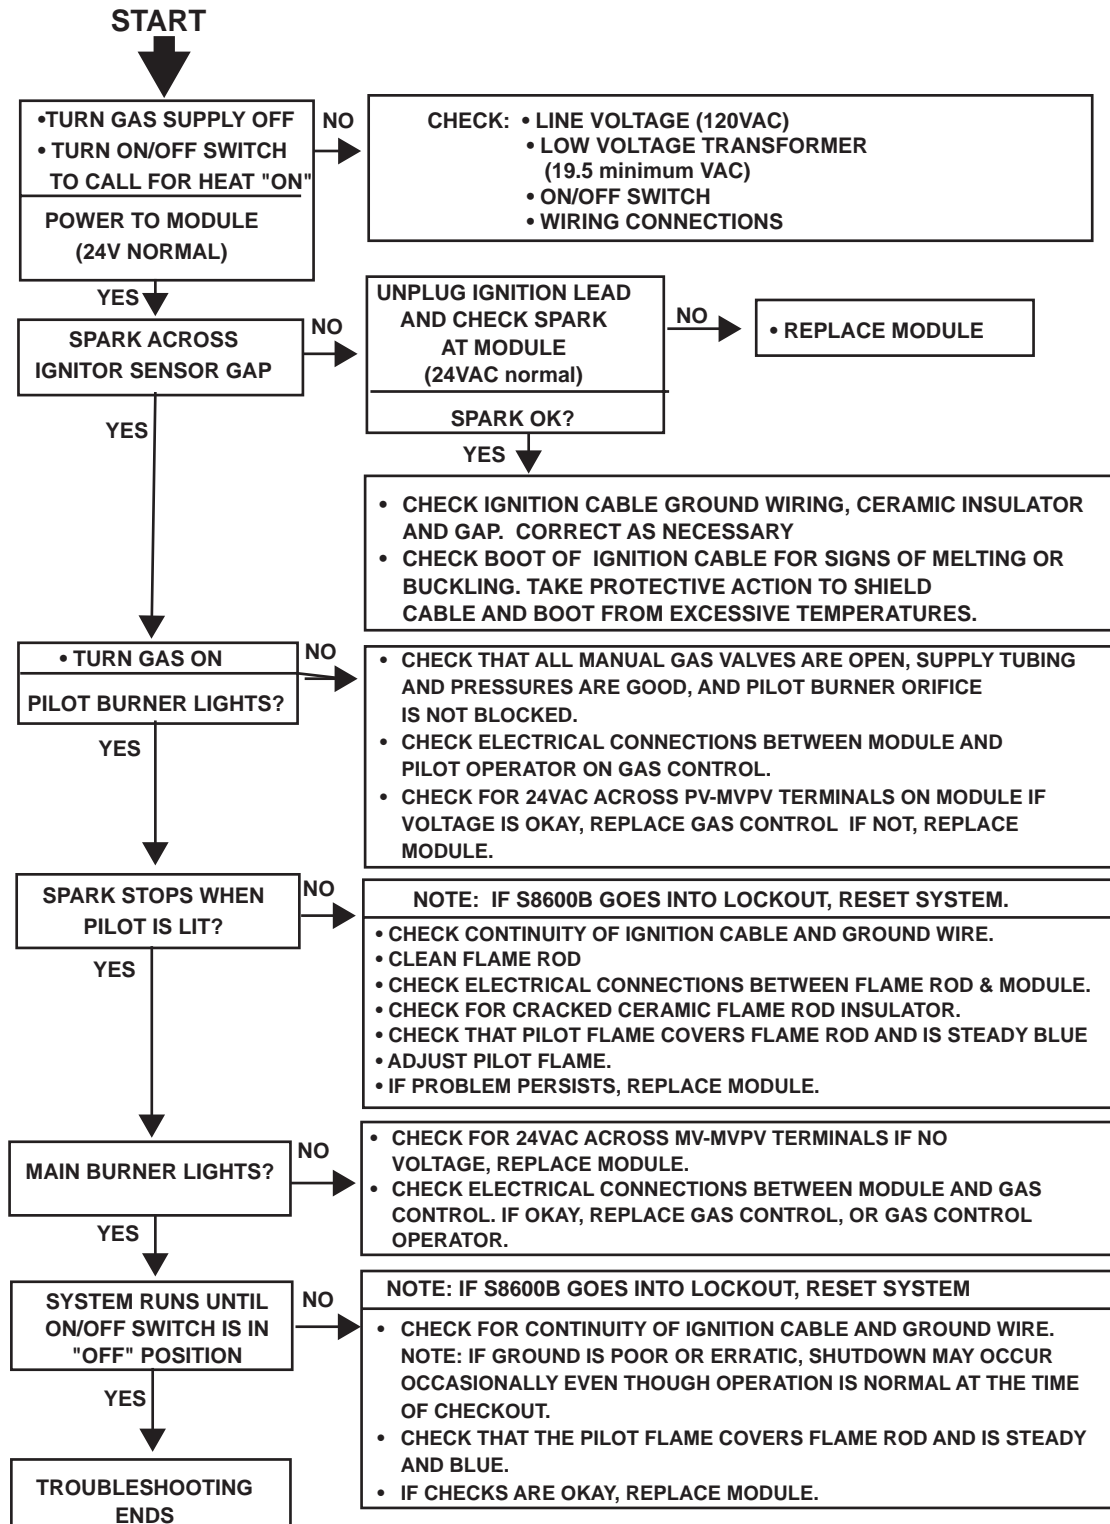 START
•TURN GAS SUPPLY OFF
• TURN ON/OFF SWITCH
TO CALL FOR HEAT "ON"
POWER TO MODULE
(24V NORMAL)
NO
CHECK: • LINE VOLTAGE (120VAC)
• LOW VOLTAGE TRANSFORMER
(19.5 minimum VAC)
• ON/OFF SWITCH
• WIRING CONNECTIONS
YES
SPARK ACROSS
IGNITOR SENSOR GAP
NO
UNPLUG IGNITION LEAD
AND CHECK SPARK
AT MODULE
(24VAC normal)
SPARK OK?
NO
• REPLACE MODULE
YES
• CHECK IGNITION CABLE GROUND WIRING, CERAMIC INSULATOR
AND GAP. CORRECT AS NECESSARY
• CHECK BOOT OF IGNITION CABLE FOR SIGNS OF MELTING OR
BUCKLING. TAKE PROTECTIVE ACTION TO SHIELD
CABLE AND BOOT FROM EXCESSIVE TEMPERATURES.
YES
• TURN GAS ON
PILOT BURNER LIGHTS?
NO
• CHECK THAT ALL MANUAL GAS VALVES ARE OPEN, SUPPLY TUBING
AND PRESSURES ARE GOOD, AND PILOT BURNER ORIFICE
IS NOT BLOCKED.
• CHECK ELECTRICAL CONNECTIONS BETWEEN MODULE AND
PILOT OPERATOR ON GAS CONTROL.
• CHECK FOR 24VAC ACROSS PV-MVPV TERMINALS ON MODULE IF
VOLTAGE IS OKAY, REPLACE GAS CONTROL IF NOT, REPLACE
MODULE.
YES
SPARK STOPS WHEN
PILOT IS LIT?
NO
NOTE: IF S8600B GOES INTO LOCKOUT, RESET SYSTEM.
• CHECK CONTINUITY OF IGNITION CABLE AND GROUND WIRE.
• CLEAN FLAME ROD
• CHECK ELECTRICAL CONNECTIONS BETWEEN FLAME ROD & MODULE.
• CHECK FOR CRACKED CERAMIC FLAME ROD INSULATOR.
• CHECK THAT PILOT FLAME COVERS FLAME ROD AND IS STEADY BLUE
• ADJUST PILOT FLAME.
• IF PROBLEM PERSISTS, REPLACE MODULE.
YES
MAIN BURNER LIGHTS?
NO
• CHECK FOR 24VAC ACROSS MV-MVPV TERMINALS IF NO
VOLTAGE, REPLACE MODULE.
• CHECK ELECTRICAL CONNECTIONS BETWEEN MODULE AND GAS
CONTROL. IF OKAY, REPLACE GAS CONTROL, OR GAS CONTROL
OPERATOR.
YES
SYSTEM RUNS UNTIL
ON/OFF SWITCH IS IN
"OFF" POSITION
NO
NOTE: IF S8600B GOES INTO LOCKOUT, RESET SYSTEM
• CHECK FOR CONTINUITY OF IGNITION CABLE AND GROUND WIRE.
NOTE: IF GROUND IS POOR OR ERRATIC, SHUTDOWN MAY OCCUR
OCCASIONALLY EVEN THOUGH OPERATION IS NORMAL AT THE TIME
OF CHECKOUT.
• CHECK THAT THE PILOT FLAME COVERS FLAME ROD AND IS STEADY
AND BLUE.
• IF CHECKS ARE OKAY, REPLACE MODULE.
YES
TROUBLESHOOTING
ENDS